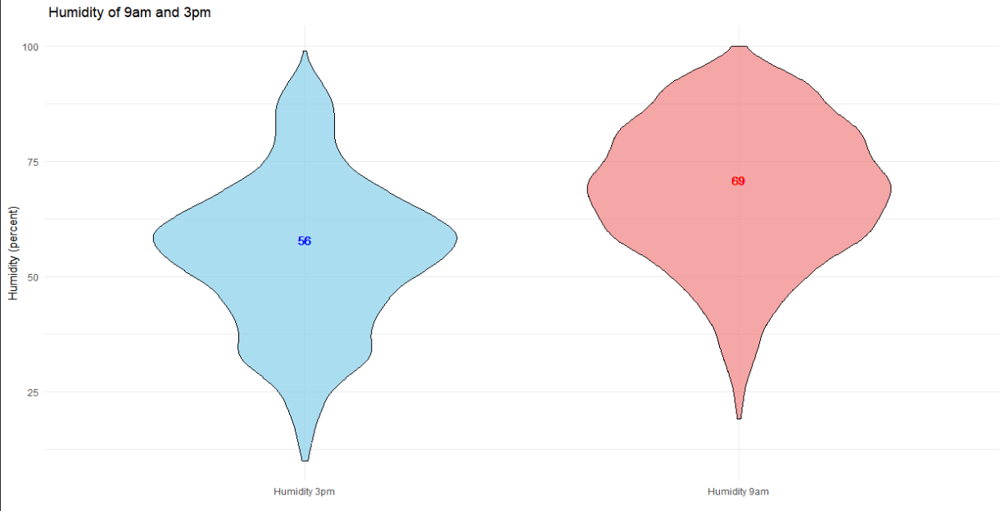 Humidity of 9am and 3pm
100
75
50
25
Humidity (percent)
56
69
Humidity 3pm
Humidity 9am